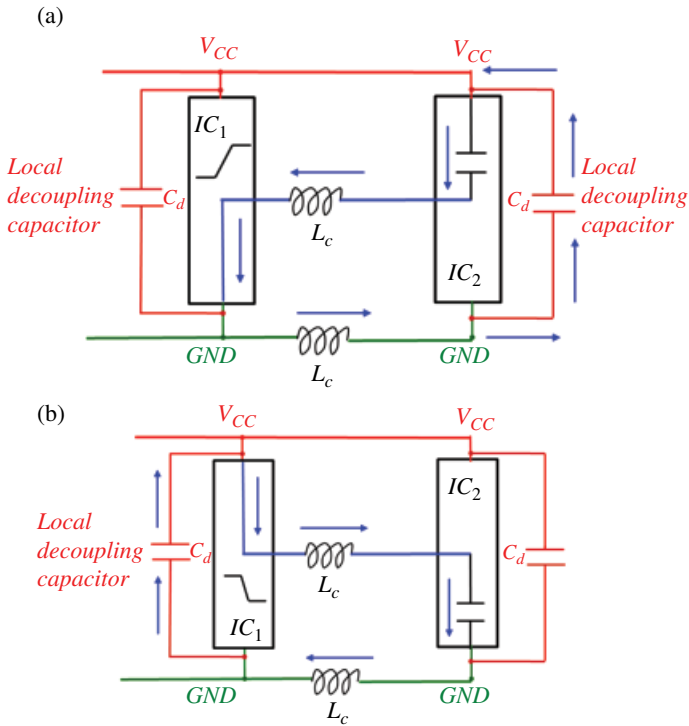 (a)
V_CC V_CC
IC_1
Local decoupling capacitor
C_d
L_c
C_d
Local decoupling capacitor
IC_2
GND
L_c
GND
(b)
V_CC V_CC
IC_2
Local decoupling capacitor
C_d
L_c
C_d
IC_1
GND
L_c
GND